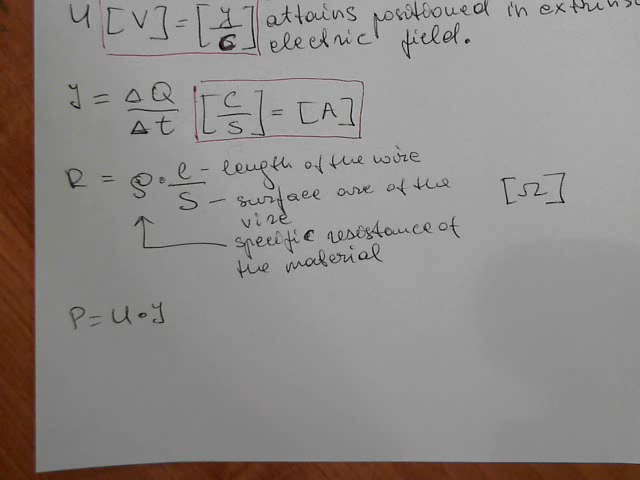 U [V] = [J/C] attains positioned in extrins
electric field.
I = ΔQ/Δt [C/S] = [A]
R = ρ · l/S - length of the wire
- surface are of the [Ω]
wire
specific resistance of
the material
P = U · I